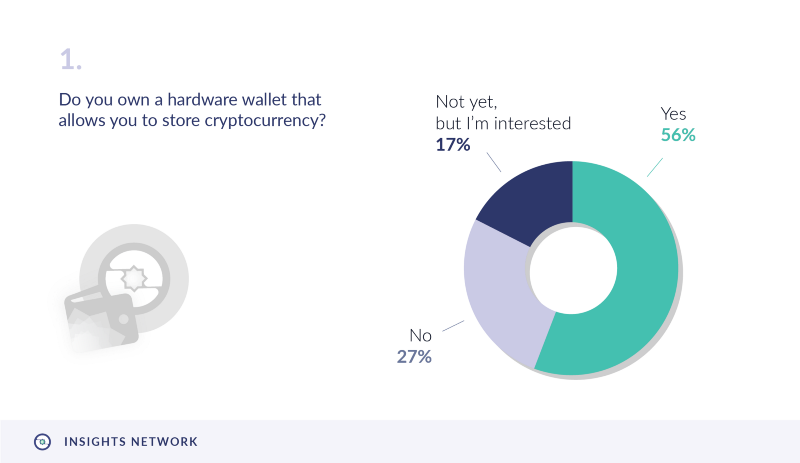 1.
Do you own a hardware wallet that
allows you to store cryptocurrency?
Not yet,
but I'm interested
17%
Yes
56%
No
27%
INSIGHTS NETWORK